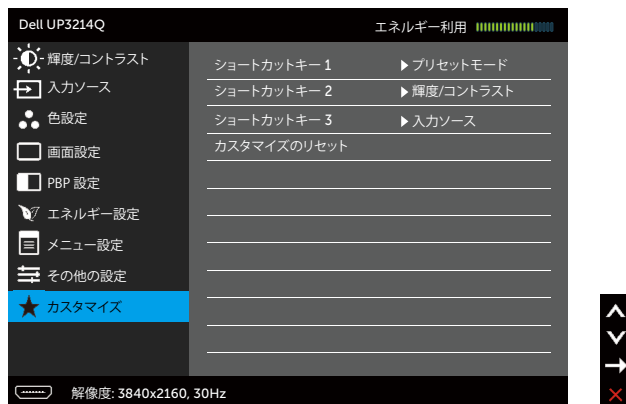 Dell UP3214Q
エネルギー利用
輝度/コントラスト
入力ソース
色設定
画面設定
PBP 設定
エネルギー設定
メニュー設定
その他の設定
カスタマイズ
ショートカットキー 1 プリセットモード
ショートカットキー 2 輝度/コントラスト
ショートカットキー 3 入力ソース
カスタマイズのリセット
解像度: 3840x2160, 30Hz